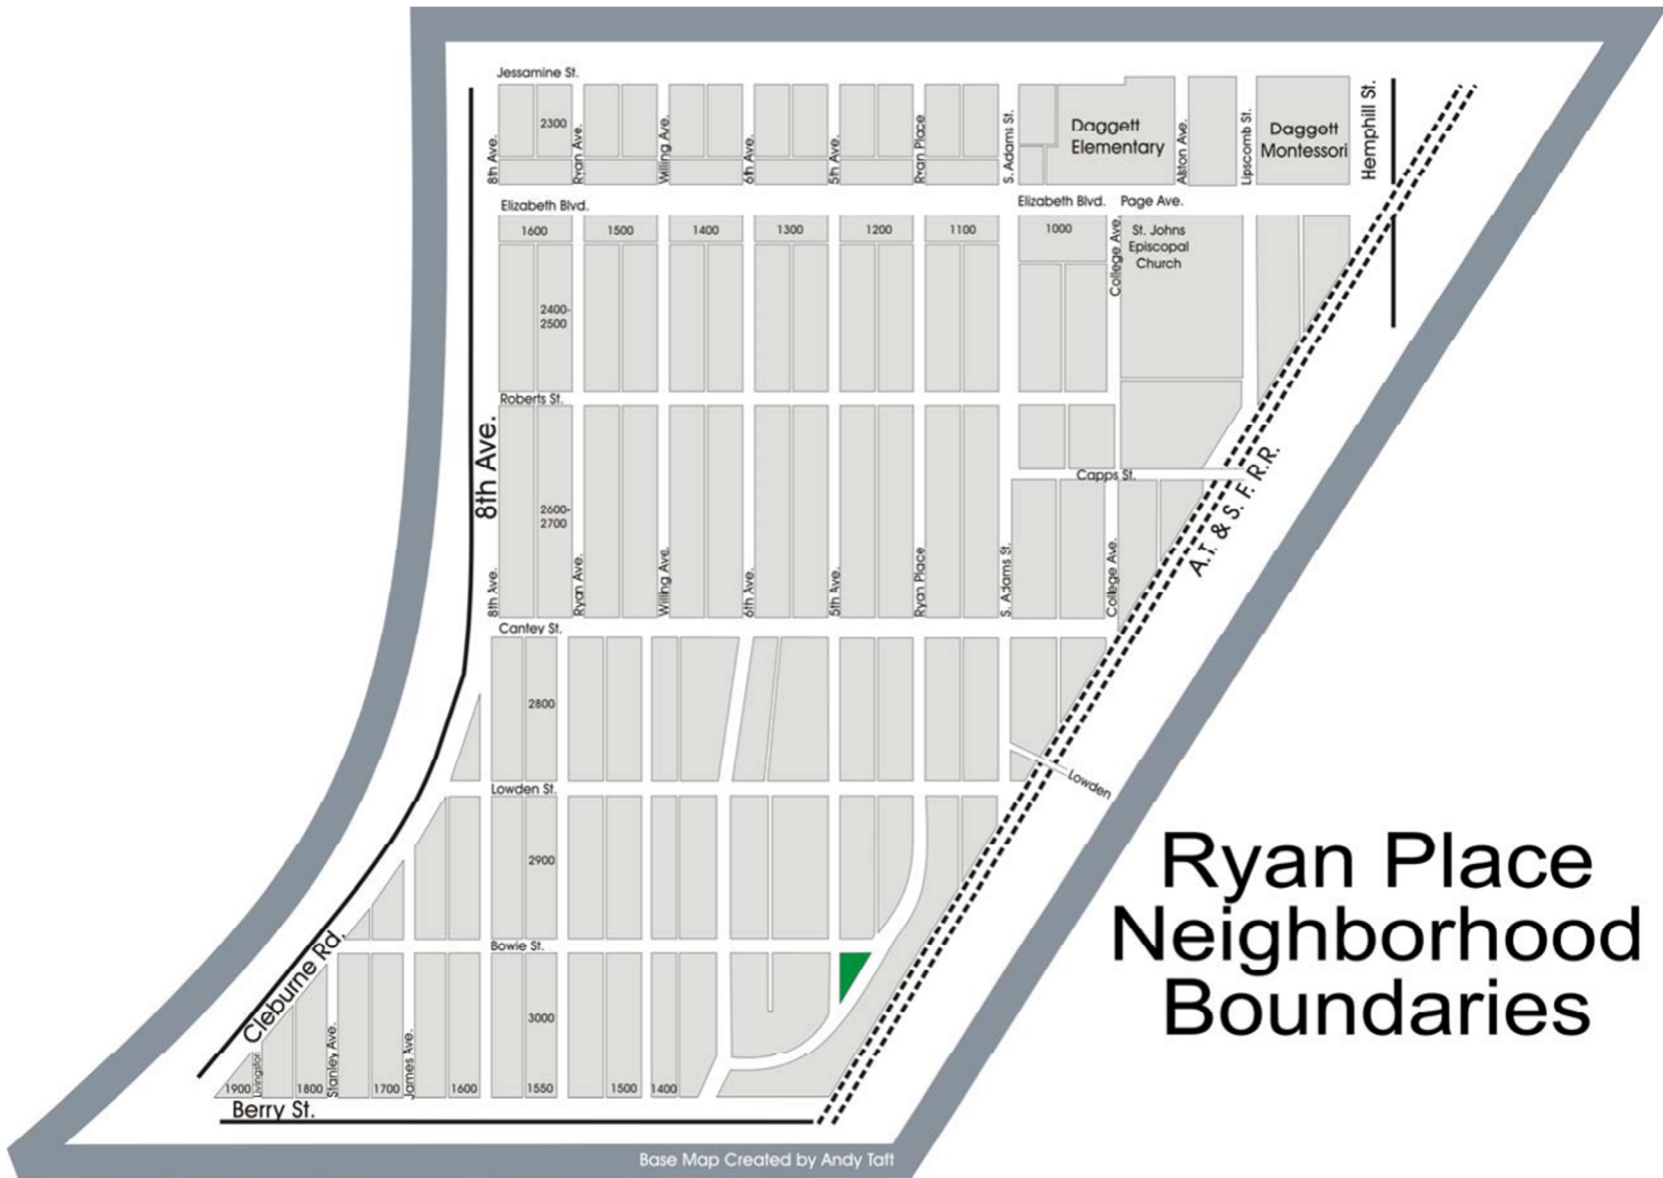 Jessamine St.
8th Ave.
2300
Ryan Ave.
Willing Ave.
6th Ave.
5th Ave.
Ryan Place
S. Adams St.
Daggett
Elementary
Alston Ave.
Lipscomb St.
Daggott
Montessori
Hemphill St.
Elizabeth Blvd.
Elizabeth Blvd.
Page Ave.
1600
1500
1400
1300
1200
1100
1000
College Ave.
St. Johns
Episcopal
Church
2400-
2500
Roberts St.
8th Ave.
Capps St.
A.T. & S. F. R.R.
2600-
2700
8th Ave.
Ryan Ave.
Willing Ave.
6th Ave.
5th Ave.
Ryan Place
S. Adams St.
College Ave.
Cantey St.
2800
Lowden St.
Lowden
2900
Ryan Place
Neighborhood
Boundaries
Cleburne Rd.
Bowie St.
3000
Livingston
Stanley Ave.
James Ave.
1900
1800
1700
1600
1550
1500
1400
Berry St.
Base Map Created by Andy Taft